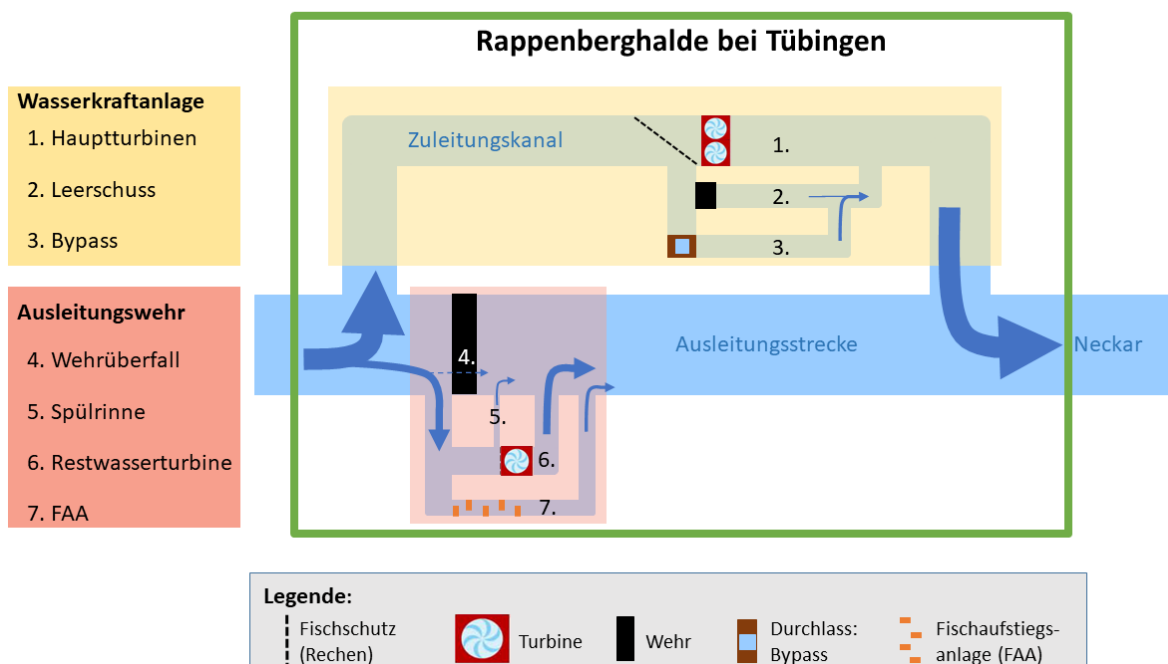 Rappenberghalde bei Tübingen
Wasserkraftanlage
1. Hauptturbinen
2. Leerschuss
3. Bypass
Zuleitungskanal
1.
2.
3.
Ausleitungswehr
4. Wehrüberfall
5. Spülrinne
6. Restwasserturbine
7. FAA
4.
Ausleitungsstrecke
Neckar
5.
6.
7.
Legende:
Fischschutz
(Rechen)
Turbine
Wehr
Durchlass:
Bypass
Fischaufstiegs-
anlage (FAA)